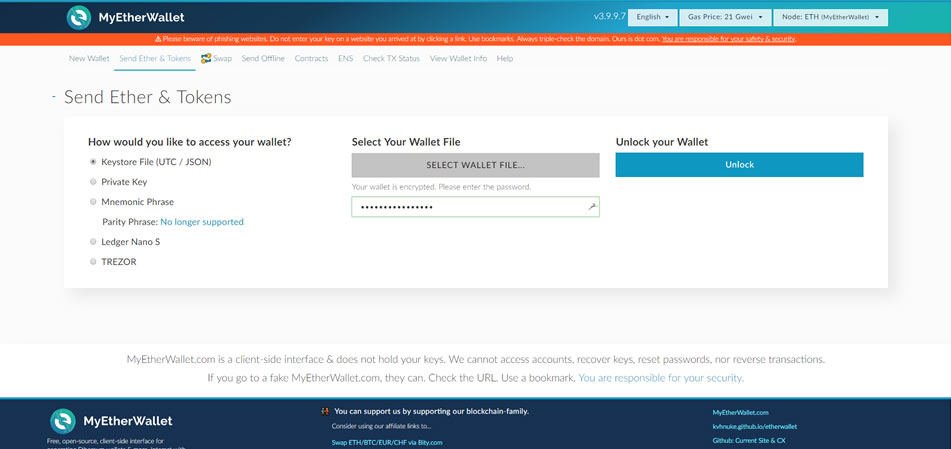 MyEtherWallet
v3.9.9.7 English Gas Price: 21 Gwei Node: ETH (MyEtherWallet)
Please beware of phishing websites. Do not enter your key on a website you arrived at by clicking a link. Use bookmarks. Always triple-check the domain. Ours is dot com. You are responsible for your safety & security.
New Wallet Send Ether & Tokens Swap Send Offline Contracts ENS Check TX Status View Wallet Info Help
- Send Ether & Tokens
How would you like to access your wallet?
Keystore File (UTC / JSON)
Private Key
Mnemonic Phrase
Parity Phrase: No longer supported
Ledger Nano S
TREZOR
Select Your Wallet File
SELECT WALLET FILE...
Your wallet is encrypted. Please enter the password.
••••••••••••••••
Unlock your Wallet
Unlock
MyEtherWallet.com is a client-side interface & does not hold your keys. We cannot access accounts, recover keys, reset passwords, nor reverse transactions.
If you go to a fake MyEtherWallet.com, they can. Check the URL. Use a bookmark. You are responsible for your security.
MyEtherWallet
Free, open-source, client-side interface for
You can support us by supporting our blockchain-family.
Consider using our affiliate links to...
Swap ETH/BTC/EUR/CHF via Bity.com
MyEtherWallet.com
kvhnuke.github.io/etherwallet
Github: Current Site & CX